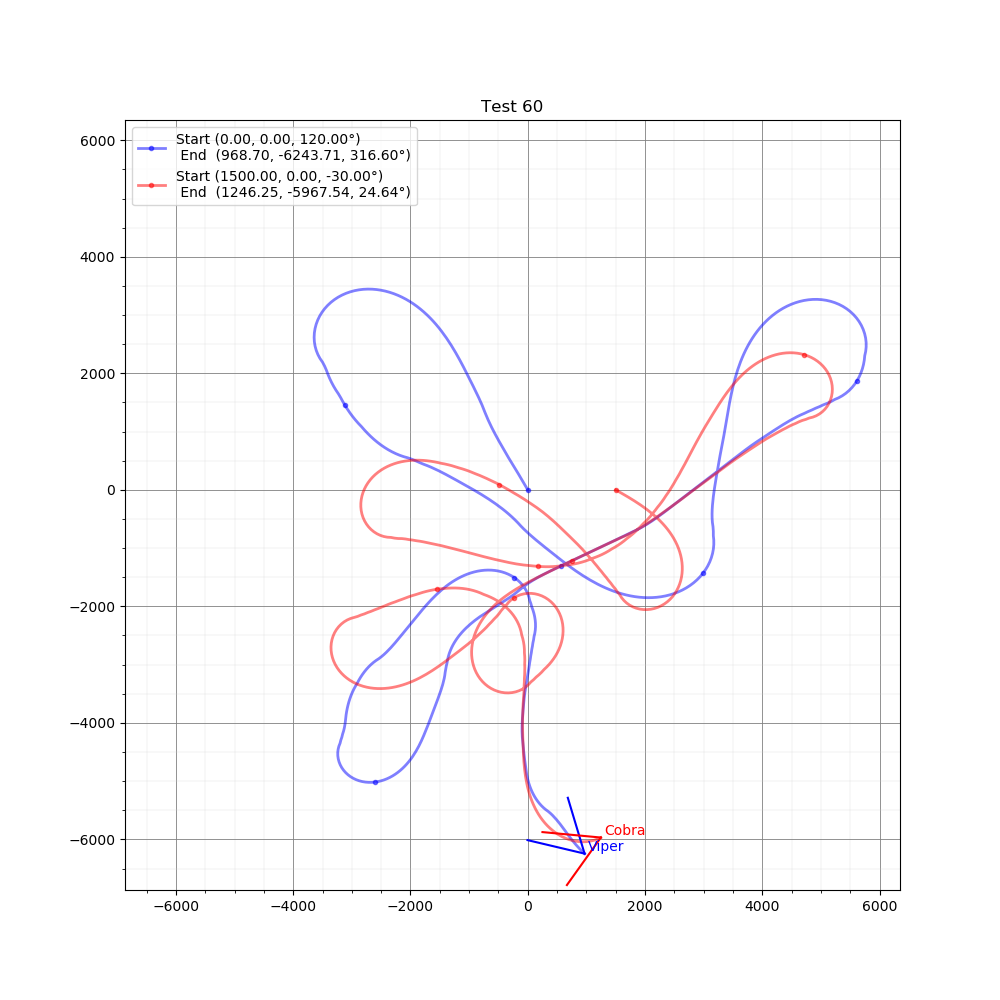 Test 60
Start (0.00, 0.00, 120.00°)
End (968.70, -6243.71, 316.60°)
Start (1500.00, 0.00, -30.00°)
End (1246.25, -5967.54, 24.64°)
6000
4000
2000
0
−2000
−4000
−6000
Cobra
Viper
−6000 −4000 −2000 0 2000 4000 6000